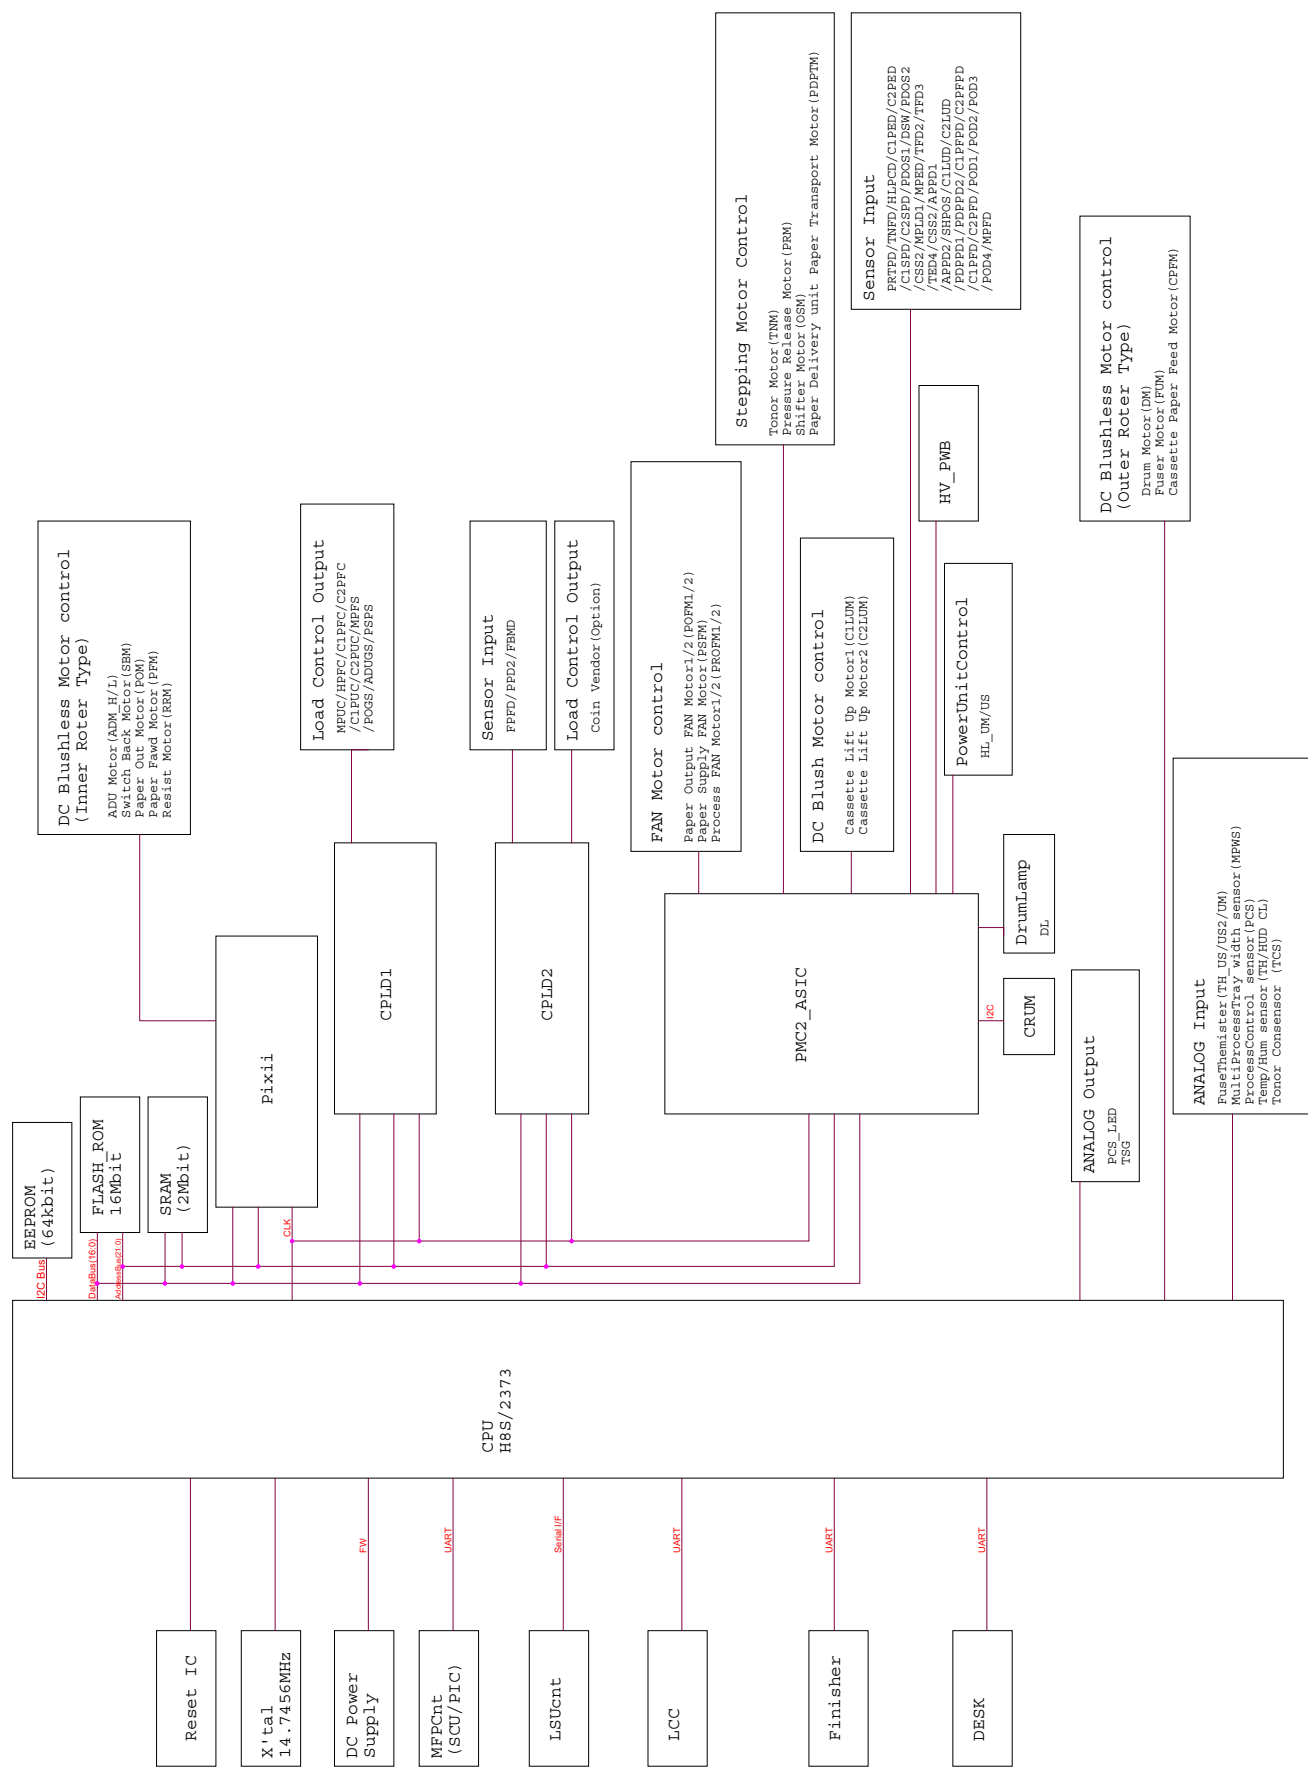 EEPROM
(64kbit)
FLASH_ROM
16Mbit
SRAM
(2Mbit)
I2C Bus
DataBus(16:0)
AddressBus(21:0)
CLK
DC Blushless Motor control
(Inner Roter Type)
ADU Motor(ADM_H/L)
Switch Back Motor(SBM)
Paper Out Motor(POM)
Paper Fawd Motor(PFM)
Resist Motor(RRM)
Pixii
Load Control Output
MPUC/HPFC/C1PFC/C2PFC
/C1PUC/C2PUC/MPFS
/POGS/ADUGS/PSPS
CPLD1
Sensor Input
FPFD/PPD2/FBMD
Load Control Output
Coin Vendor(Option)
CPLD2
FAN Motor control
Paper Output FAN Motor1/2(POFM1/2)
Paper Supply FAN Motor(PSFM)
Process FAN Motor1/2(PROFM1/2)
Stepping Motor Control
Tonor Motor(TNM)
Pressure Release Motor(PRM)
Shifter Motor(OSM)
Paper Delivery unit Paper Transport Motor(PDPTM)
DC Blush Motor control
Cassette Lift Up Motor1(C1LUM)
Cassette Lift Up Motor2(C2LUM)
Sensor Input
PRTPD/TNFD/HLPCD/C1PED/C2PED
/C1SPD/C2SPD/PDOS1/DSW/PDOS2
/CSS2/MPLD1/MPED/TFD2/TFD3
/TED4/CSS2/APPD1
/APPD2/SHPOS/C1LUD/C2LUD
/PDPPD1/PDPPD2/C1PFPD/C2PFPD
/C1PFD/C2PFD/POD1/POD2/POD3
/POD4/MPFD
HV_PWB
PowerUnitControl
HL_UM/US
PMC2_ASIC
DrumLamp
DL
I2C
CRUM
DC Blushless Motor control
(Outer Roter Type)
Drum Motor(DM)
Fuser Motor(FUM)
Cassette Paper Feed Motor(CPFM)
ANALOG Output
PCS_LED
TSG
ANALOG Input
FuseThemister(TH_US/US2/UM)
MultiProcessTray width sensor(MPWS)
ProcessControl sensor(PCS)
Temp/Hum sensor(TH/HUD CL)
Tonor Consensor (TCS)
CPU
H8S/2373
Reset IC
X'tal
14.7456MHz
FW
DC Power
Supply
UART
MFPCnt
(SCU/PIC)
Serial I/F
LSUcnt
UART
LCC
UART
Finisher
UART
DESK